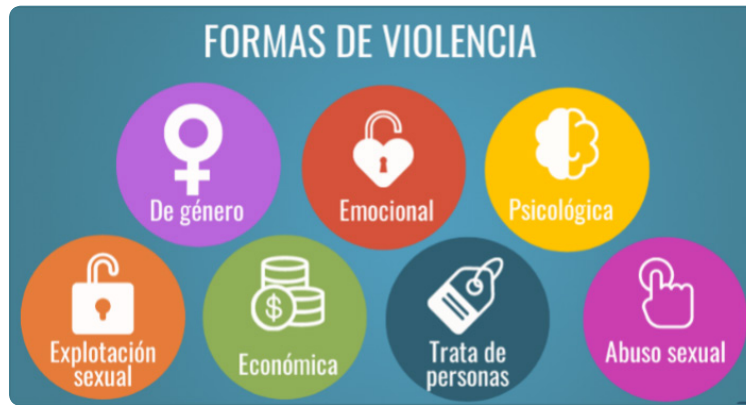 FORMAS DE VIOLENCIA
De género
Emocional
Psicológica
Explotación
sexual
$
Económica
Trata de
personas
Abuso sexual